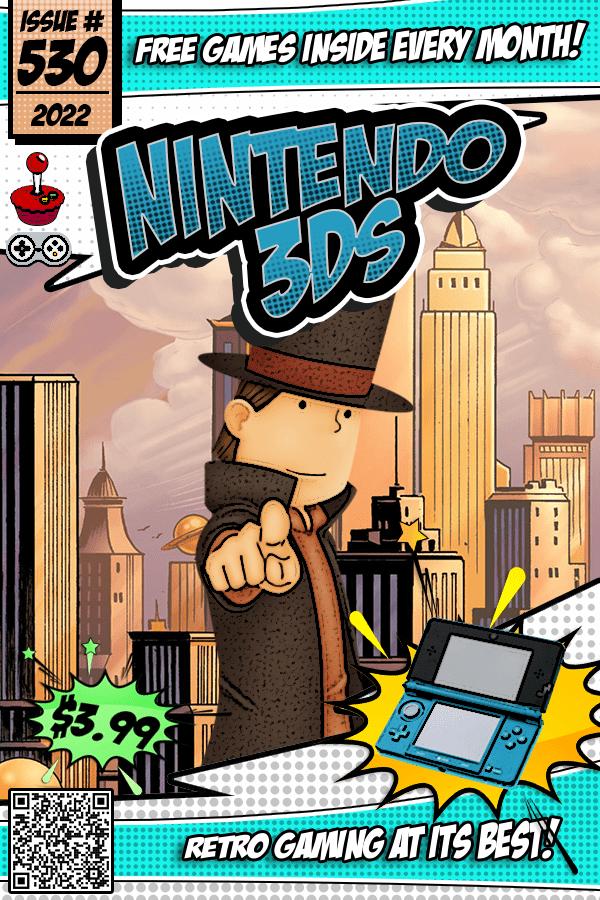 ISSUE #
530
2022
FREE GAMES INSIDE EVERY MONTH!
NINTENDO
3DS
$3.99
RETRO GAMING AT ITS BEST!